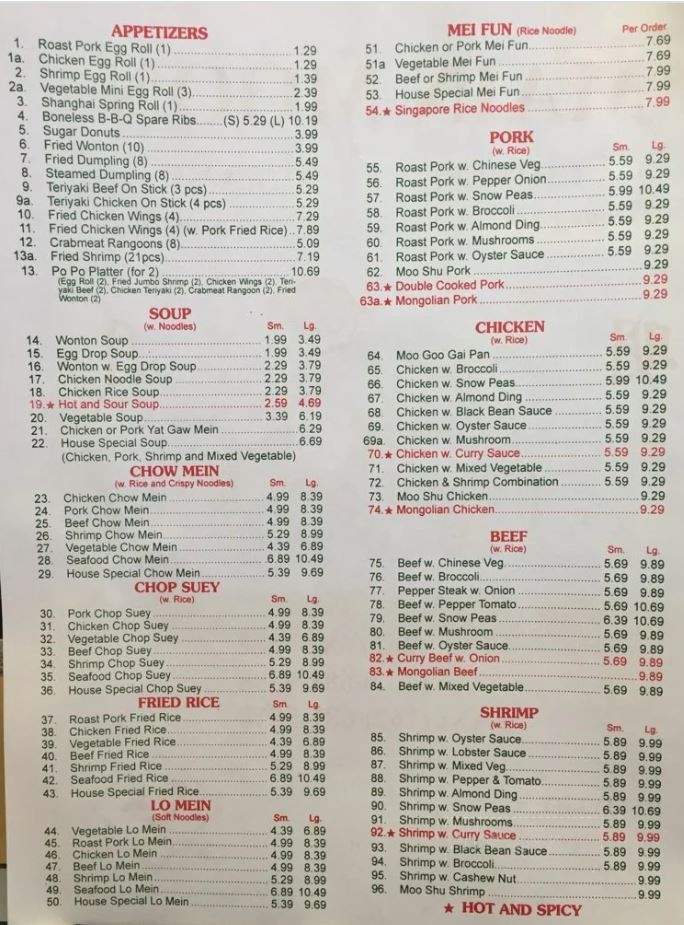 APPETIZERS
1. Roast Pork Egg Roll (1) 1.29
1a. Chicken Egg Roll (1) 1.29
2. Shrimp Egg Roll (1) 1.39
2a. Vegetable Mini Egg Roll (3) 2.39
3. Shanghai Spring Roll (1) 1.99
4. Boneless B-B-Q Spare Ribs (S) 5.29 (L) 10.19
5. Sugar Donuts 3.99
6. Fried Wonton (10) 3.99
7. Fried Dumpling (8) 5.49
8. Steamed Dumpling (8) 5.49
9. Teriyaki Beef On Stick (3 pcs) 5.29
9a. Teriyaki Chicken On Stick (4 pcs) 5.29
10. Fried Chicken Wings (4) 7.29
11. Fried Chicken Wings (4) (w. Pork Fried Rice) 7.89
12. Crabmeat Rangoons (8) 5.09
13a. Fried Shrimp (21pcs) 7.19
13. Po Po Platter (for 2) 10.69
(Egg Roll (2), Fried Jumbo Shrimp (2), Chicken Wings (2), Teri-
yaki Beef (2), Chicken Teriyaki (2), Crabmeat Rangoon (2), Fried
Wonton (2)
SOUP
(w. Noodles) Sm. Lg.
14. Wonton Soup 1.99 3.49
15. Egg Drop Soup 1.99 3.49
16. Wonton w. Egg Drop Soup 2.29 3.79
17. Chicken Noodle Soup 2.29 3.79
18. Chicken Rice Soup 2.29 3.79
19.★ Hot and Sour Soup 2.59 4.69
20. Vegetable Soup 3.39 6.19
21. Chicken or Pork Yat Gaw Mein 6.29
22. House Special Soup 6.69
(Chicken, Pork, Shrimp and Mixed Vegetable)
CHOW MEIN
(w. Rice and Crispy Noodles) Sm. Lg.
23. Chicken Chow Mein 4.99 8.39
24. Pork Chow Mein 4.99 8.39
25. Beef Chow Mein 4.99 8.39
26. Shrimp Chow Mein 5.29 8.99
27. Vegetable Chow Mein 4.39 6.89
28. Seafood Chow Mein 6.89 10.49
29. House Special Chow Mein 5.39 9.69
CHOP SUEY
(w. Rice) Sm. Lg.
30. Pork Chop Suey 4.99 8.39
31. Chicken Chop Suey 4.99 8.39
32. Vegetable Chop Suey 4.39 6.89
33. Beef Chop Suey 4.99 8.39
34. Shrimp Chop Suey 5.29 8.99
35. Seafood Chop Suey 6.89 10.49
36. House Special Chop Suey 5.39 9.69
FRIED RICE Sm. Lg.
37. Roast Pork Fried Rice 4.99 8.39
38. Chicken Fried Rice 4.99 8.39
39. Vegetable Fried Rice 4.39 6.89
40. Beef Fried Rice 4.99 8.39
41. Shrimp Fried Rice 5.29 8.99
42. Seafood Fried Rice 6.89 10.49
43. House Special Fried Rice 5.39 9.69
LO MEIN
(Soft Noodles) Sm. Lg.
44. Vegetable Lo Mein 4.39 6.89
45. Roast Pork Lo Mein 4.99 8.39
46. Chicken Lo Mein 4.99 8.39
47. Beef Lo Mein 4.99 8.39
48. Shrimp Lo Mein 5.29 8.99
49. Seafood Lo Mein 6.89 10.49
50. House Special Lo Mein 5.39 9.69
MEI FUN (Rice Noodle) Per Order
51. Chicken or Pork Mei Fun 7.69
51a Vegetable Mei Fun 7.69
52. Beef or Shrimp Mei Fun 7.99
53. House Special Mei Fun 7.99
54.★ Singapore Rice Noodles 7.99
PORK
(w. Rice) Sm. Lg.
55. Roast Pork w. Chinese Veg. 5.59 9.29
56. Roast Pork w. Pepper Onion 5.59 9.29
57. Roast Pork w. Snow Peas 5.99 10.49
58. Roast Pork w. Broccoli 5.59 9.29
59. Roast Pork w. Almond Ding 5.59 9.29
60. Roast Pork w. Mushrooms 5.59 9.29
61. Roast Pork w. Oyster Sauce 5.59 9.29
62. Moo Shu Pork 9.29
63.★ Double Cooked Pork 9.29
63a.★ Mongolian Pork 9.29
CHICKEN
(w. Rice) Sm. Lg.
64. Moo Goo Gai Pan 5.59 9.29
65. Chicken w. Broccoli 5.59 9.29
66. Chicken w. Snow Peas 5.99 10.49
67. Chicken w. Almond Ding 5.59 9.29
68. Chicken w. Black Bean Sauce 5.59 9.29
69. Chicken w. Oyster Sauce 5.59 9.29
69a. Chicken w. Mushroom 5.59 9.29
70.★ Chicken w. Curry Sauce 5.59 9.29
71. Chicken w. Mixed Vegetable 5.59 9.29
72. Chicken & Shrimp Combination 5.59 9.29
73. Moo Shu Chicken 9.29
74.★ Mongolian Chicken 9.29
BEEF
(w. Rice) Sm. Lg.
75. Beef w. Chinese Veg. 5.69 9.89
76. Beef w. Broccoli 5.69 9.89
77. Pepper Steak w. Onion 5.69 9.89
78. Beef w. Pepper Tomato 5.69 10.69
79. Beef w. Snow Peas 6.39 10.69
80. Beef w. Mushroom 5.69 9.89
81. Beef w. Oyster Sauce 5.69 9.89
82.★ Curry Beef w. Onion 5.69 9.89
83.★ Mongolian Beef 9.89
84. Beef w. Mixed Vegetable 5.69 9.89
SHRIMP
(w. Rice) Sm. Lg.
85. Shrimp w. Oyster Sauce 5.89 9.99
86. Shrimp w. Lobster Sauce 5.89 9.99
87. Shrimp w. Mixed Veg. 5.89 9.99
88. Shrimp w. Pepper & Tomato 5.89 9.99
89. Shrimp w. Almond Ding 5.89 9.99
90. Shrimp w. Snow Peas 6.39 10.69
91. Shrimp w. Mushrooms 5.89 9.99
92.★ Shrimp w. Curry Sauce 5.89 9.99
93. Shrimp w. Black Bean Sauce 5.89 9.99
94. Shrimp w. Broccoli 5.89 9.99
95. Shrimp w. Cashew Nut 9.99
96. Moo Shu Shrimp 9.99
★ HOT AND SPICY